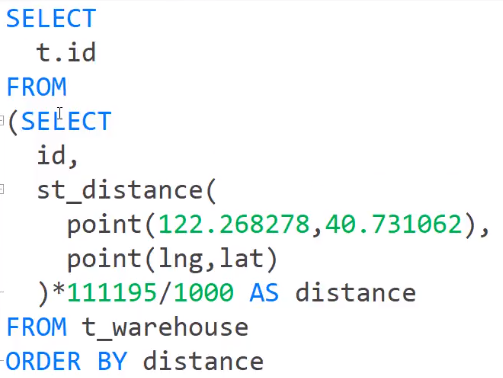 SELECT
  t.id
FROM
(SELECT
  id,
  st_distance(
    point(122.268278,40.731062),
    point(lng,lat)
  )*111195/1000 AS distance
FROM t_warehouse
ORDER BY distance